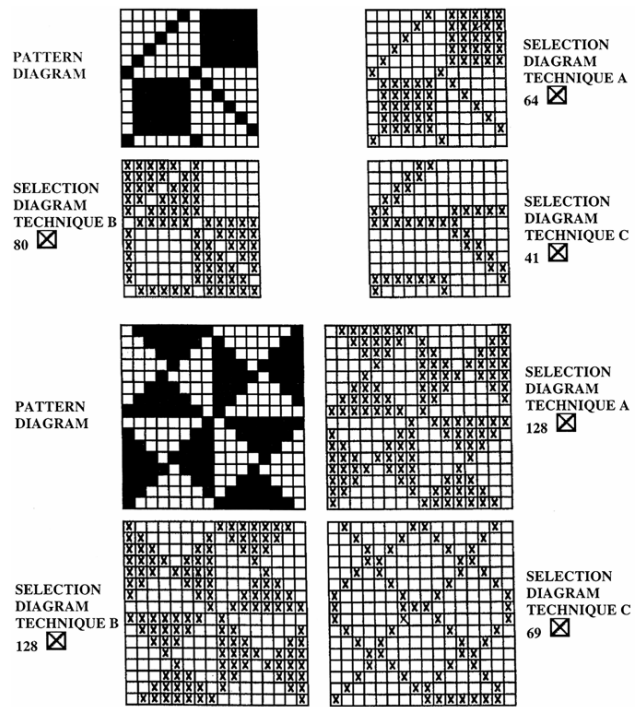 PATTERN
DIAGRAM
SELECTION
DIAGRAM
TECHNIQUE A
64
SELECTION
DIAGRAM
TECHNIQUE B
80
SELECTION
DIAGRAM
TECHNIQUE C
41
PATTERN
DIAGRAM
SELECTION
DIAGRAM
TECHNIQUE A
128
SELECTION
DIAGRAM
TECHNIQUE B
128
SELECTION
DIAGRAM
TECHNIQUE C
69